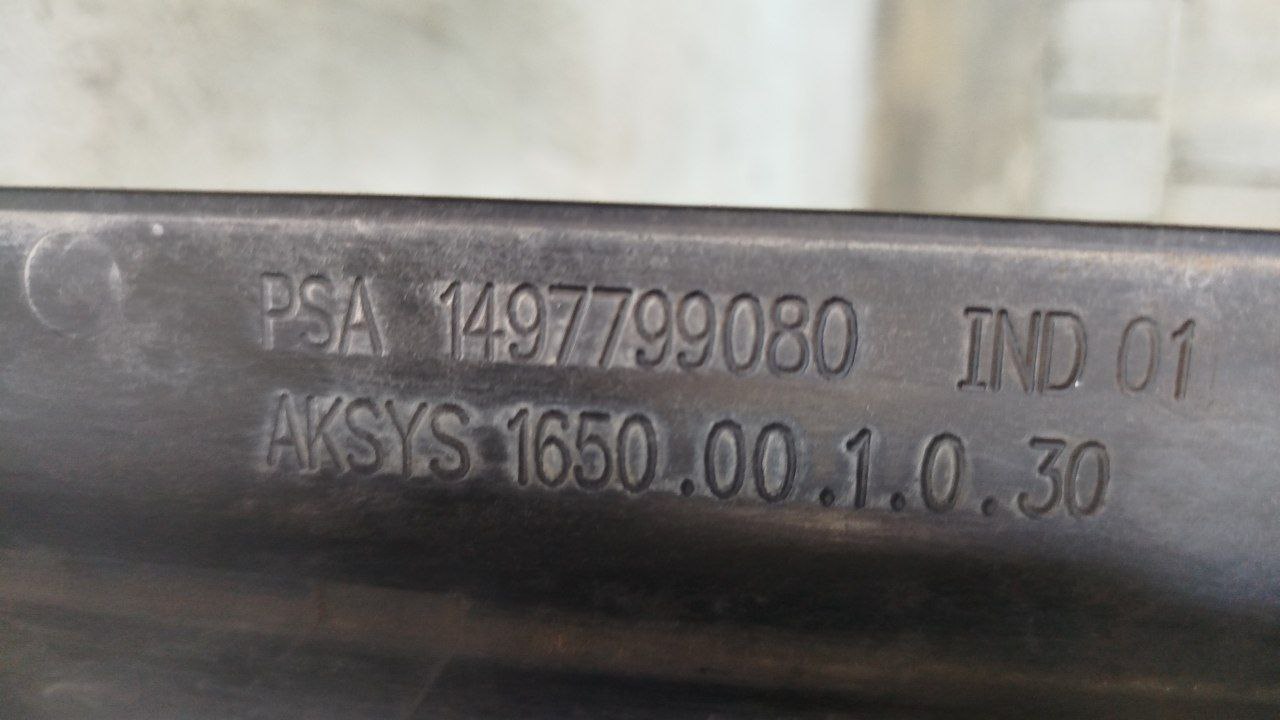 PSA 1497799080 IND 01
AKSYS 1650.00.1.0.30